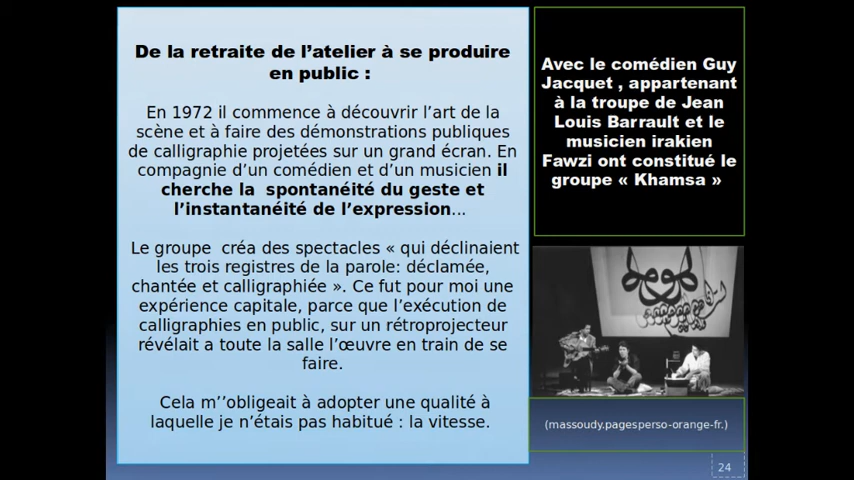 De la retraite de l’atelier à se produire
en public :
En 1972 il commence à découvrir l’art de la
scène et à faire des démonstrations publiques
de calligraphie projetées sur un grand écran. En
compagnie d’un comédien et d’un musicien il
cherche la  spontanéité du geste et
l’instantanéité de l’expression...
Le groupe  créa des spectacles « qui déclinaient
les trois registres de la parole: déclamée,
chantée et calligraphiée ». Ce fut pour moi une
expérience capitale, parce que l’exécution de
calligraphies en public, sur un rétroprojecteur
révélait a toute la salle l’œuvre en train de se
faire.
Cela m’’obligeait à adopter une qualité à
laquelle je n’étais pas habitué : la vitesse.
Avec le comédien Guy
Jacquet , appartenant
à la troupe de Jean
Louis Barrault et le
musicien irakien
Fawzi ont constitué le
groupe « Khamsa »
(massoudy.pagesperso-orange-fr.)
24